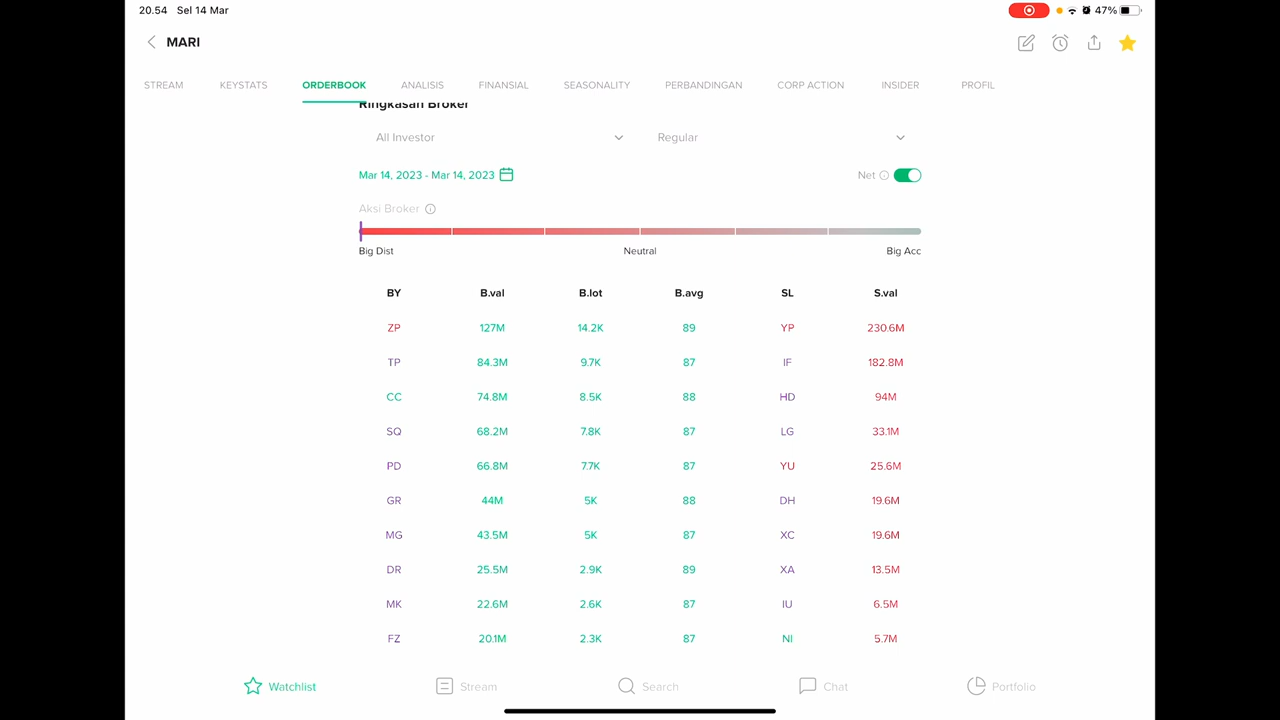 20.54 Sel 14 Mar
47%
MARI
STREAM KEYSTATS ORDERBOOK ANALISIS FINANSIAL SEASONALITY PERBANDINGAN CORP ACTION INSIDER PROFIL
Ringkasan Broker
All Investor Regular
Mar 14, 2023 - Mar 14, 2023 Net
Aksi Broker
Big Dist Neutral Big Acc
BY B.val B.lot B.avg SL S.val
ZP 127M 14.2K 89 YP 230.6M
TP 84.3M 9.7K 87 IF 182.8M
CC 74.8M 8.5K 88 HD 94M
SQ 68.2M 7.8K 87 LG 33.1M
PD 66.8M 7.7K 87 YU 25.6M
GR 44M 5K 88 DH 19.6M
MG 43.5M 5K 87 XC 19.6M
DR 25.5M 2.9K 89 XA 13.5M
MK 22.6M 2.6K 87 IU 6.5M
FZ 20.1M 2.3K 87 NI 5.7M
Watchlist Stream Search Chat Portfolio